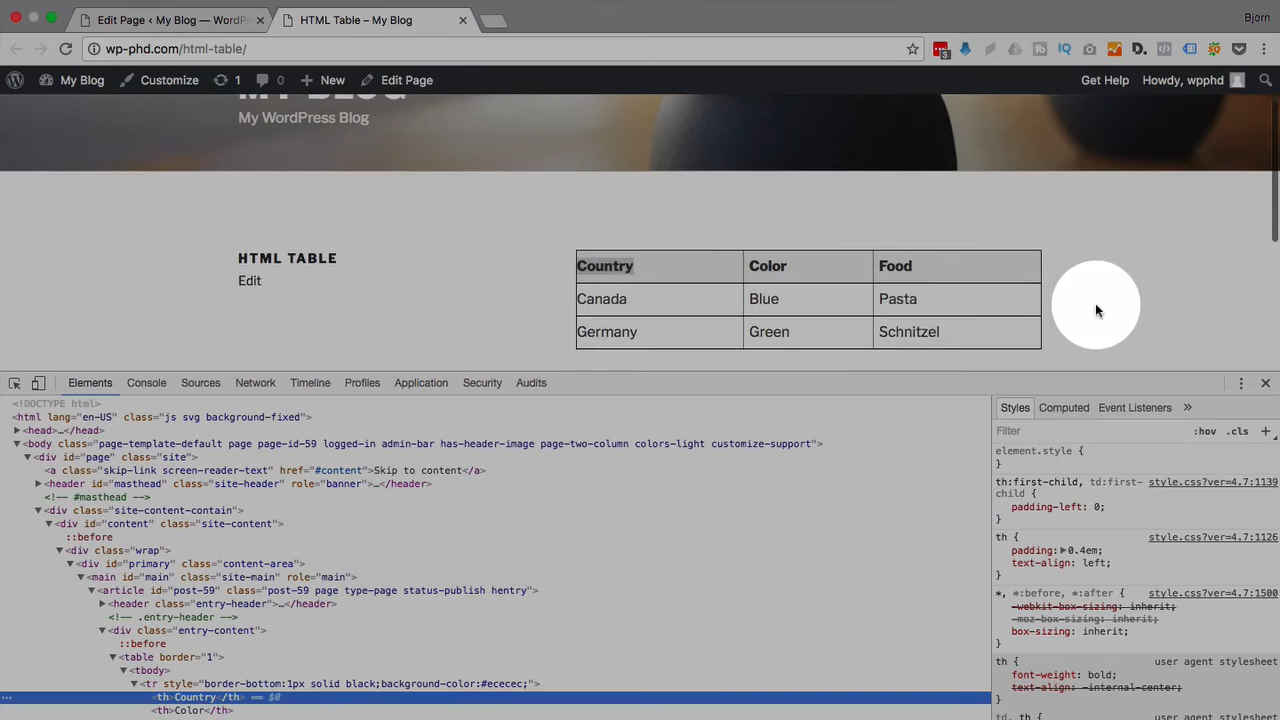 Edit Page ‹ My Blog — WordPr
HTML Table – My Blog
Bjorn
wp-phd.com/html-table/
3
My Blog
Customize
1
0
New
Edit Page
Get Help
Howdy, wpphd
My WordPress Blog
HTML TABLE
Edit
Country Color Food
Canada Blue Pasta
Germany Green Schnitzel
Elements Console Sources Network Timeline Profiles Application Security Audits
<!DOCTYPE html>
<html lang="en-US" class="js svg background-fixed">
<head>…</head>
<body class="page-template-default page page-id-59 logged-in admin-bar has-header-image page-two-column colors-light customize-support">
<div id="page" class="site">
<a class="skip-link screen-reader-text" href="#content">Skip to content</a>
<header id="masthead" class="site-header" role="banner">…</header>
<!-- #masthead -->
<div class="site-content-contain">
<div id="content" class="site-content">
::before
<div class="wrap">
<div id="primary" class="content-area">
<main id="main" class="site-main" role="main">
<article id="post-59" class="post-59 page type-page status-publish hentry">
<header class="entry-header">…</header>
<!-- .entry-header -->
<div class="entry-content">
::before
<table border="1">
<tbody>
<tr style="border-bottom:1px solid black;background-color:#ececec;">
<th>Country</th> == $0
<th>Color</th>
Styles Computed Event Listeners »
Filter :hov .cls +
element.style {
}
th:first-child, td:first- style.css?ver=4.7:1139
child {
padding-left: 0;
}
th { style.css?ver=4.7:1126
padding: 0.4em;
text-align: left;
}
*, *:before, *:after { style.css?ver=4.7:1500
-webkit-box-sizing: inherit;
-moz-box-sizing: inherit;
box-sizing: inherit;
}
th { user agent stylesheet
font-weight: bold;
text-align: -internal-center;
}
td, th { user agent stylesheet